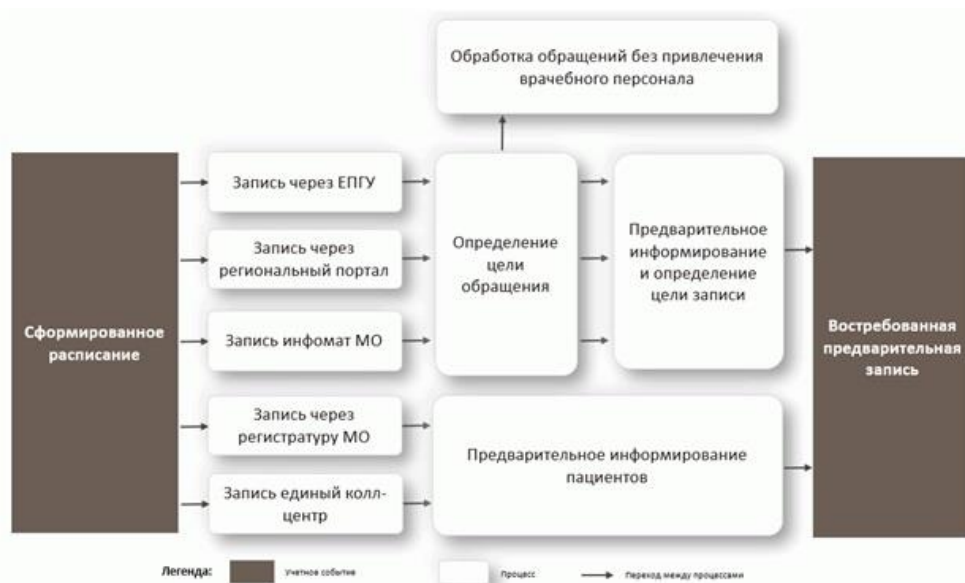 Обработка обращений без привлечения
врачебного персонала
Сформированное
расписание
Запись через ЕПГУ
Запись через
региональный портал
Запись инфомат МО
Запись через
регистратуру МО
Запись единый колл-
центр
Определение
цели
обращения
Предварительное
информирование
и определение
цели записи
Предварительное информирование
пациентов
Востребованная
предварительная
запись
Легенда:
Учетное событие
Процесс
Переход между процессами